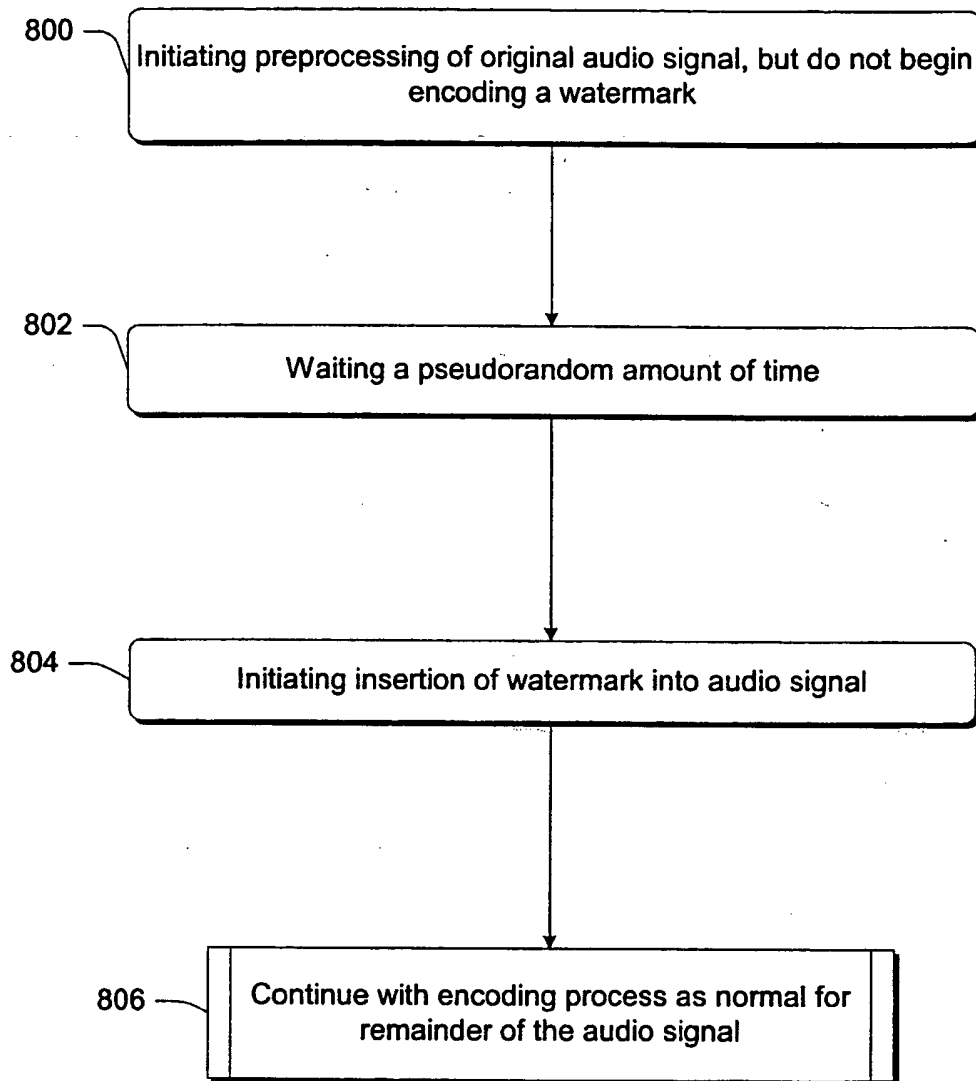 800
Initiating preprocessing of original audio signal, but do not begin
encoding a watermark
802
Waiting a pseudorandom amount of time
804
Initiating insertion of watermark into audio signal
806
Continue with encoding process as normal for
remainder of the audio signal